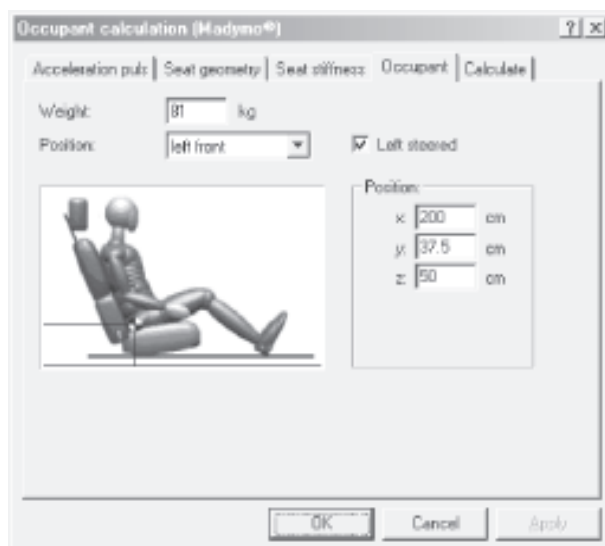 Occupant calculation (Madymo®)
Acceleration puls Seat geometry Seat stiffness Occupant Calculate
Weight: 81 kg
Position: left front Left steered
Position:
x: 200 cm
y: 37.5 cm
z: 50 cm
OK Cancel Apply